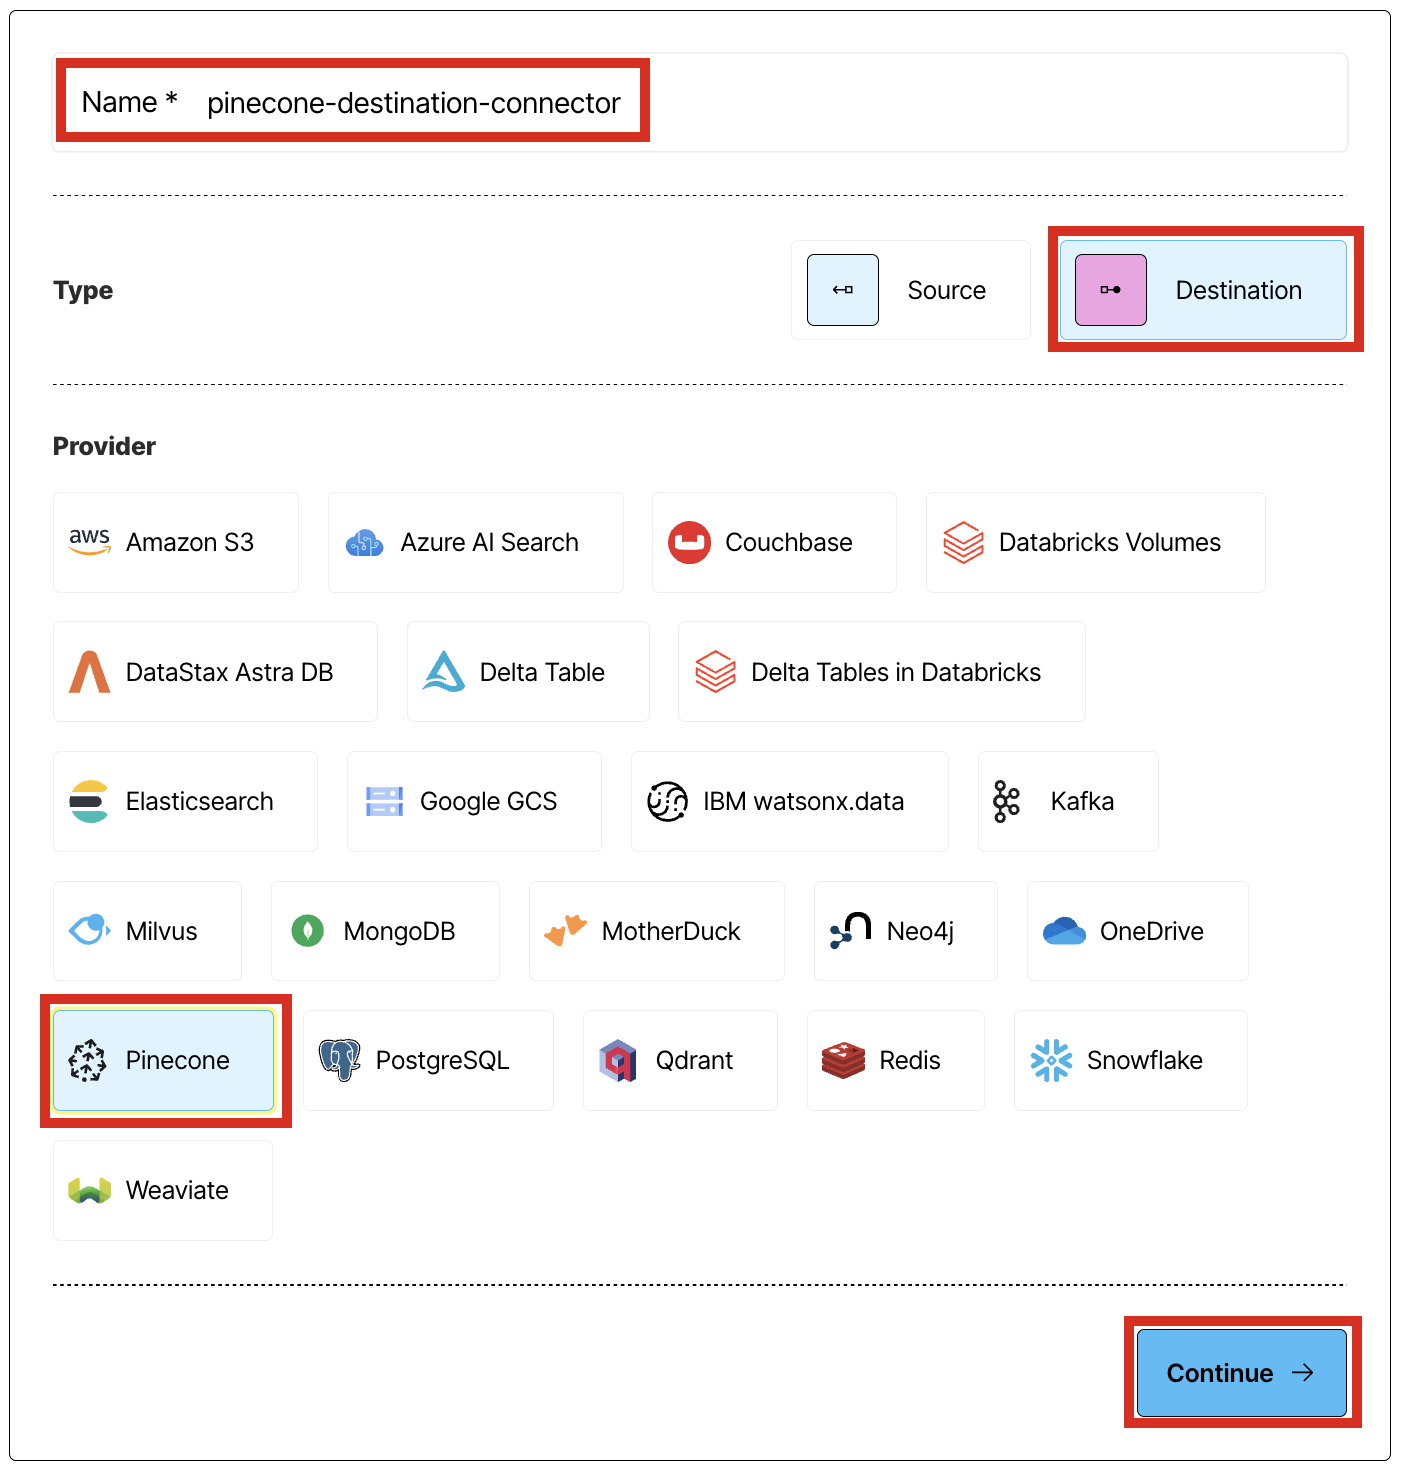 Name * pinecone-destination-connector
Type
Source
Destination
Provider
aws Amazon S3
Azure AI Search
Couchbase
Databricks Volumes
DataStax Astra DB
Delta Table
Delta Tables in Databricks
Elasticsearch
Google GCS
IBM watsonx.data
Kafka
Milvus
MongoDB
MotherDuck
Neo4j
OneDrive
Pinecone
PostgreSQL
Qdrant
Redis
Snowflake
Weaviate
Continue →